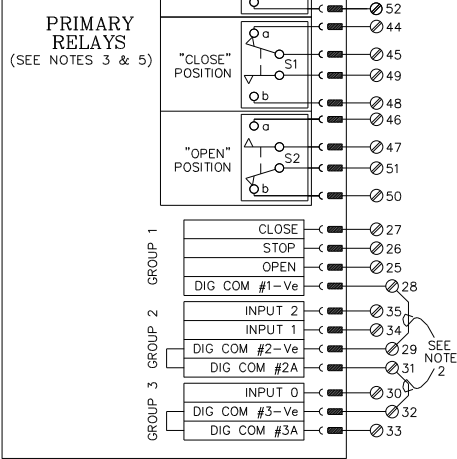 52
PRIMARY
RELAYS
(SEE NOTES 3 & 5)
44
a
"CLOSE"
POSITION
S1
45
49
b
48
46
a
"OPEN"
POSITION
S2
47
51
b
50
GROUP 1
CLOSE
27
STOP
26
OPEN
25
DIG COM #1-Ve
28
GROUP 2
INPUT 2
35
INPUT 1
34
DIG COM #2-Ve
29
DIG COM #2A
31
SEE
NOTE
2
GROUP 3
INPUT 0
30
DIG COM #3-Ve
32
DIG COM #3A
33